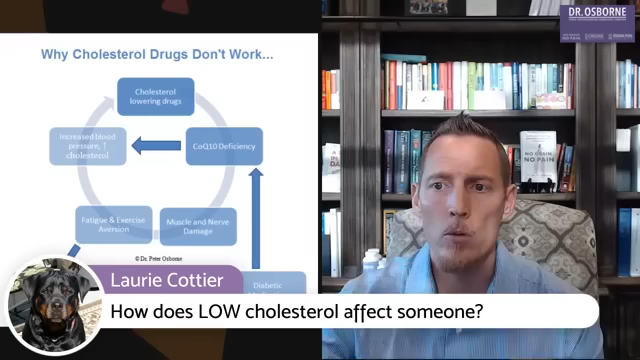 Why Cholesterol Drugs Don't Work...
Cholesterol
lowering drugs
Increased blood
pressure, ↑
cholesterol
CoQ10 Deficiency
Fatigue & Exercise
Aversion
Muscle and Nerve
Damage
© Dr. Peter Osborne
Diabetic
Laurie Cottier
How does LOW cholesterol affect someone?
DR. OSBORNE
NO GRAIN
NO PAIN